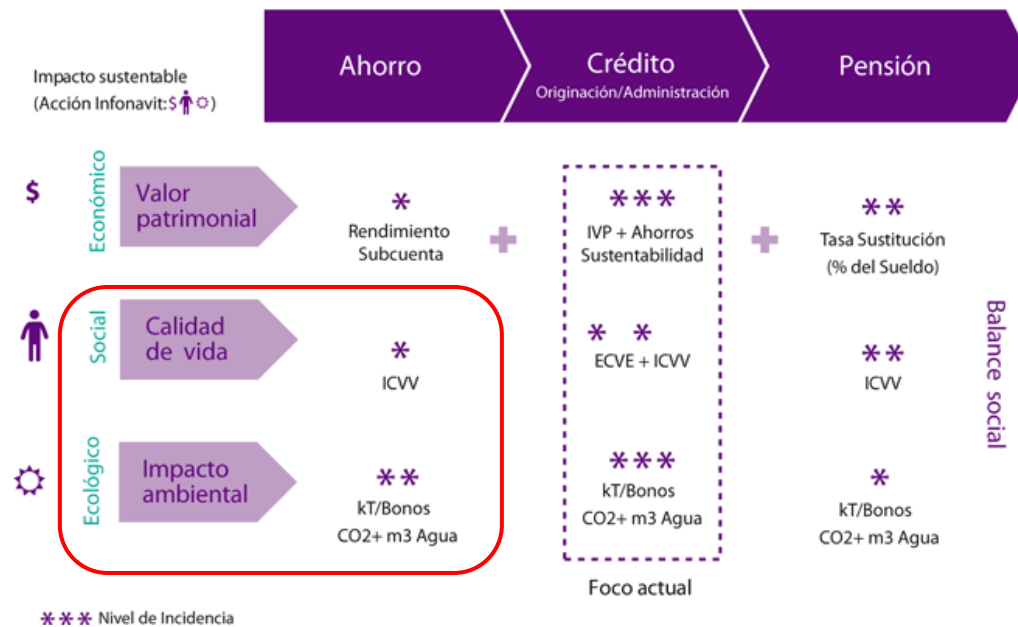 Impacto sustentable
(Acción Infonavit:$)
Ahorro
Crédito
Originación/Administración
Pensión
$
Económico
Valor
patrimonial
*
Rendimiento
Subcuenta
+
***
IVP + Ahorros
Sustentabilidad
+
**
Tasa Sustitución
(% del Sueldo)
Social
Calidad
de vida
*
ICVV
* *
ECVE + ICVV
**
ICVV
Ecológico
Impacto
ambiental
**
kT/Bonos
CO2+ m3 Agua
***
kT/Bonos
CO2+ m3 Agua
*
kT/Bonos
CO2+ m3 Agua
Balance social
Foco actual
*** Nivel de Incidencia